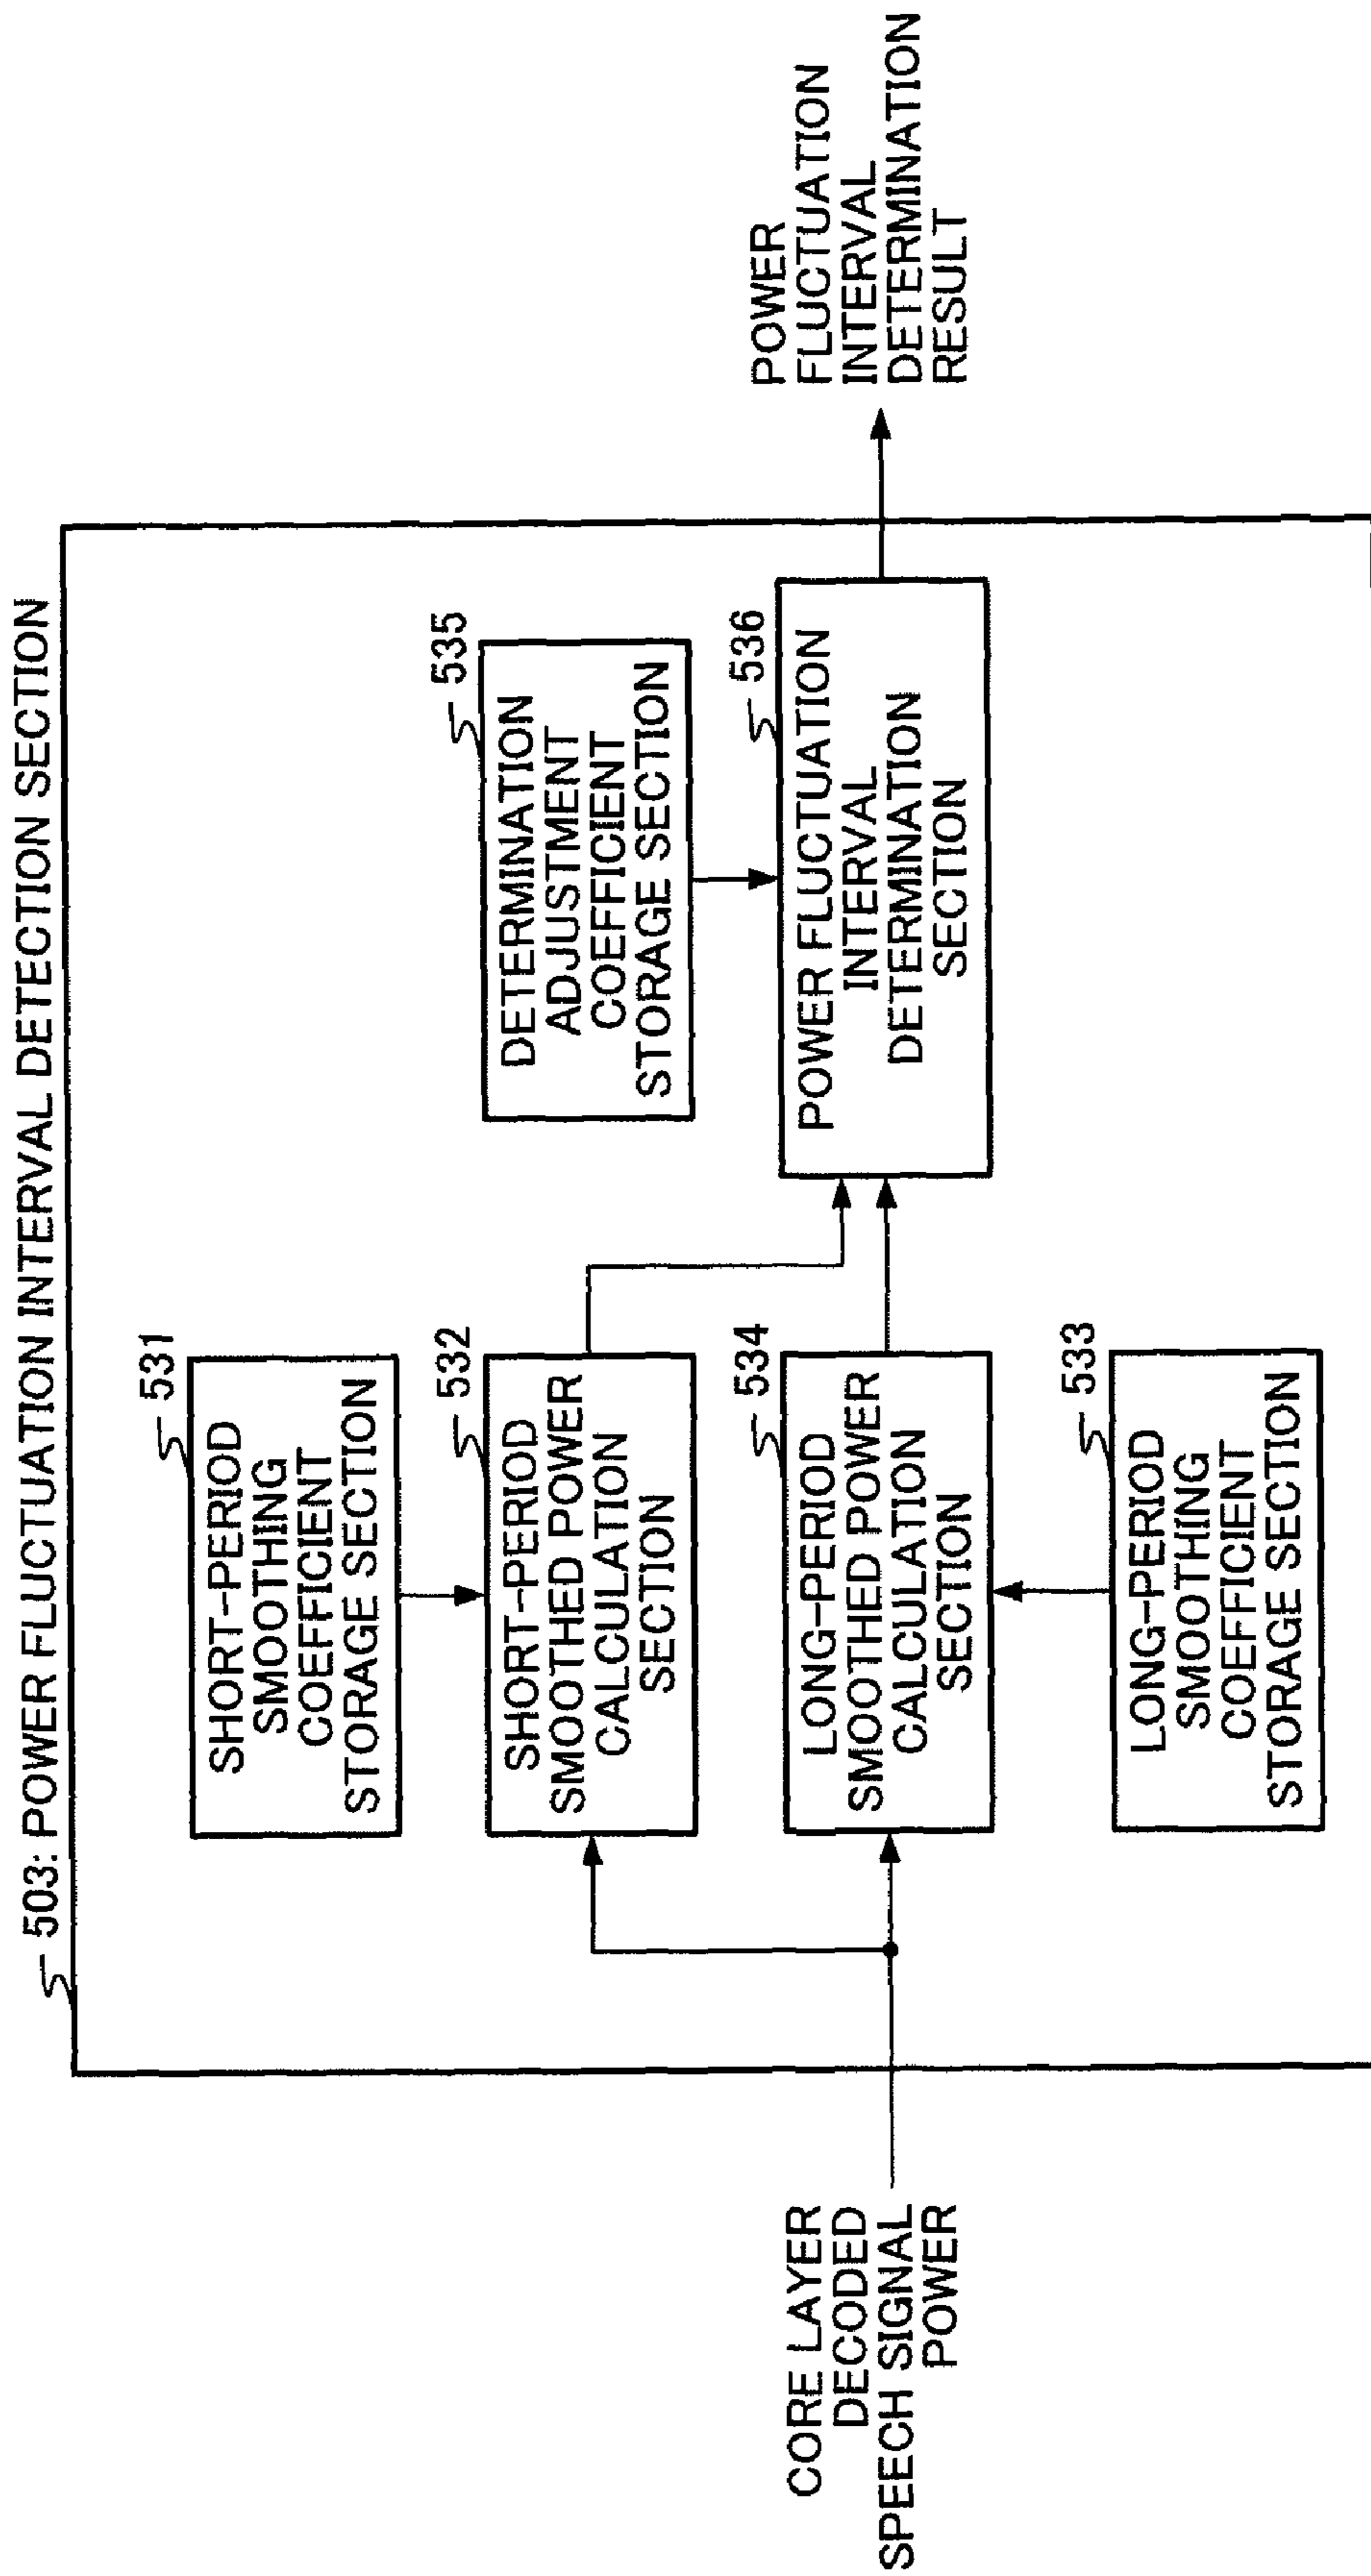 503: POWER FLUCTUATION INTERVAL DETECTION SECTION
531
SHORT-PERIOD
SMOOTHING
COEFFICIENT
STORAGE SECTION
532
SHORT-PERIOD
SMOOTHED POWER
CALCULATION
SECTION
535
DETERMINATION
ADJUSTMENT
COEFFICIENT
STORAGE SECTION
CORE LAYER
DECODED
SPEECH SIGNAL
POWER
534
LONG-PERIOD
SMOOTHED POWER
CALCULATION
SECTION
536
POWER FLUCTUATION
INTERVAL
DETERMINATION
SECTION
POWER
FLUCTUATION
INTERVAL
DETERMINATION
RESULT
533
LONG-PERIOD
SMOOTHING
COEFFICIENT
STORAGE SECTION